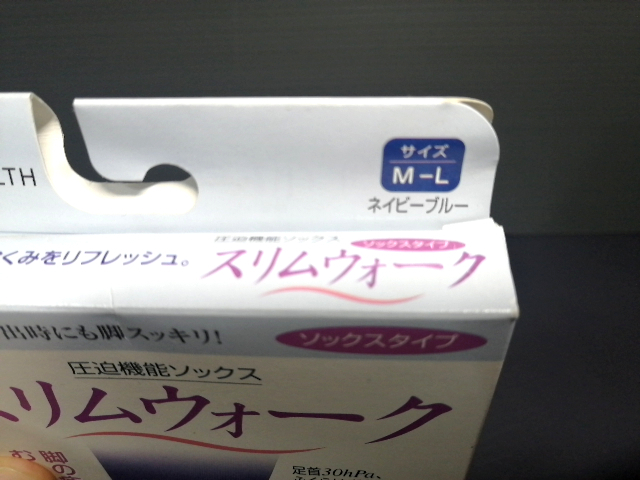 LTH
サイズ
M-L
ネイビーブルー
圧迫機能ソックス
ソックスタイプ
くみをリフレッシュ。
スリムウォーク
時にも脚スッキリ!
ソックスタイプ
圧迫機能ソックス
スリムウォーク
脚の
む
足首30hPa、